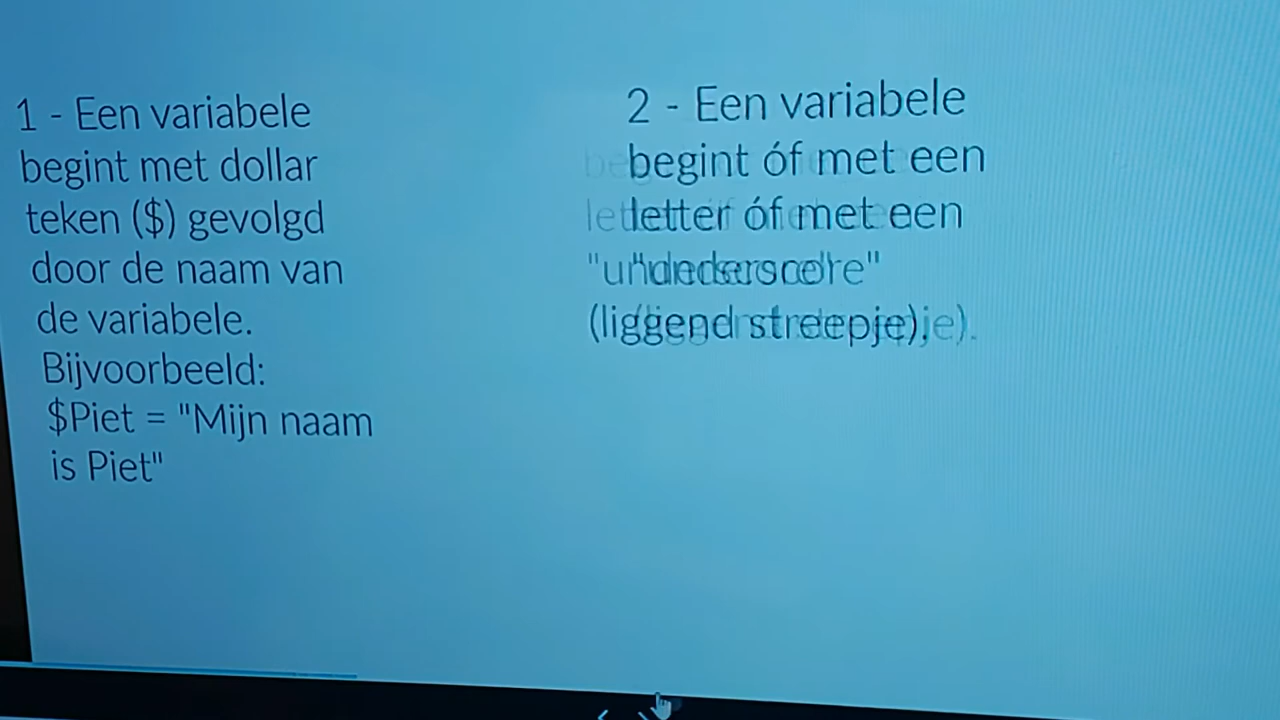 1 - Een variabele
begint met dollar
teken ($) gevolgd
door de naam van
de variabele.
Bijvoorbeeld:
$Piet = "Mijn naam
is Piet"
2 - Een variabele
begint óf met een
letter óf met een
"underscore"
(liggend streepje).